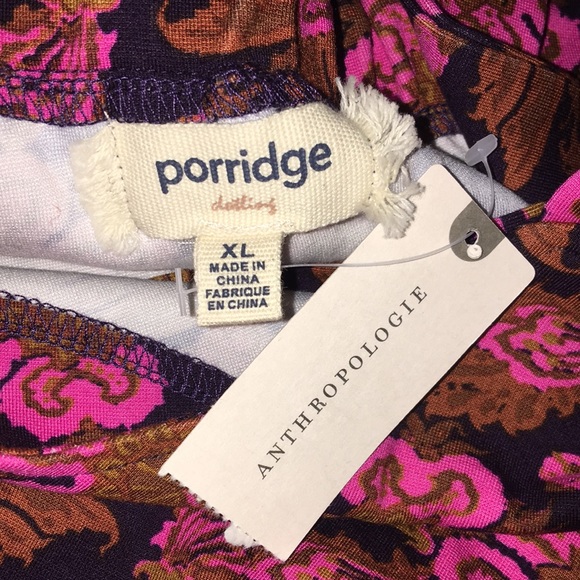 porridge
XL
MADE IN
CHINA
FABRIQUE
EN CHINA
ANTHROPOLOGIE